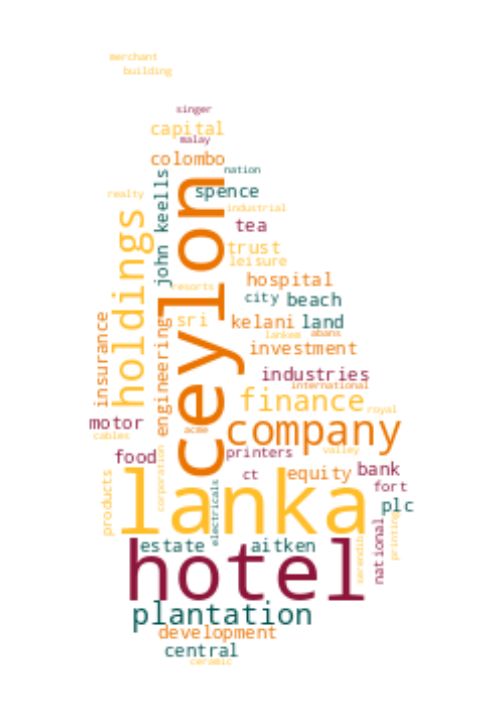 merchant
building
singer
capital
malay
colombo
nation
john keells
spence
realty
industrial
holdings
ceylon
tea
trust
leisure
hospital
resorts
city
beach
insurance
engineering
sri
kelani
land
lankem
abans
investment
industries
international
finance
royal
motor
acme
company
cables
food
printers
valley
corporation
products
ct
equity
bank
fort
lanka
electricals
plc
national
printing
serendib
estate
aitken
hotel
plantation
development
central
ceramic